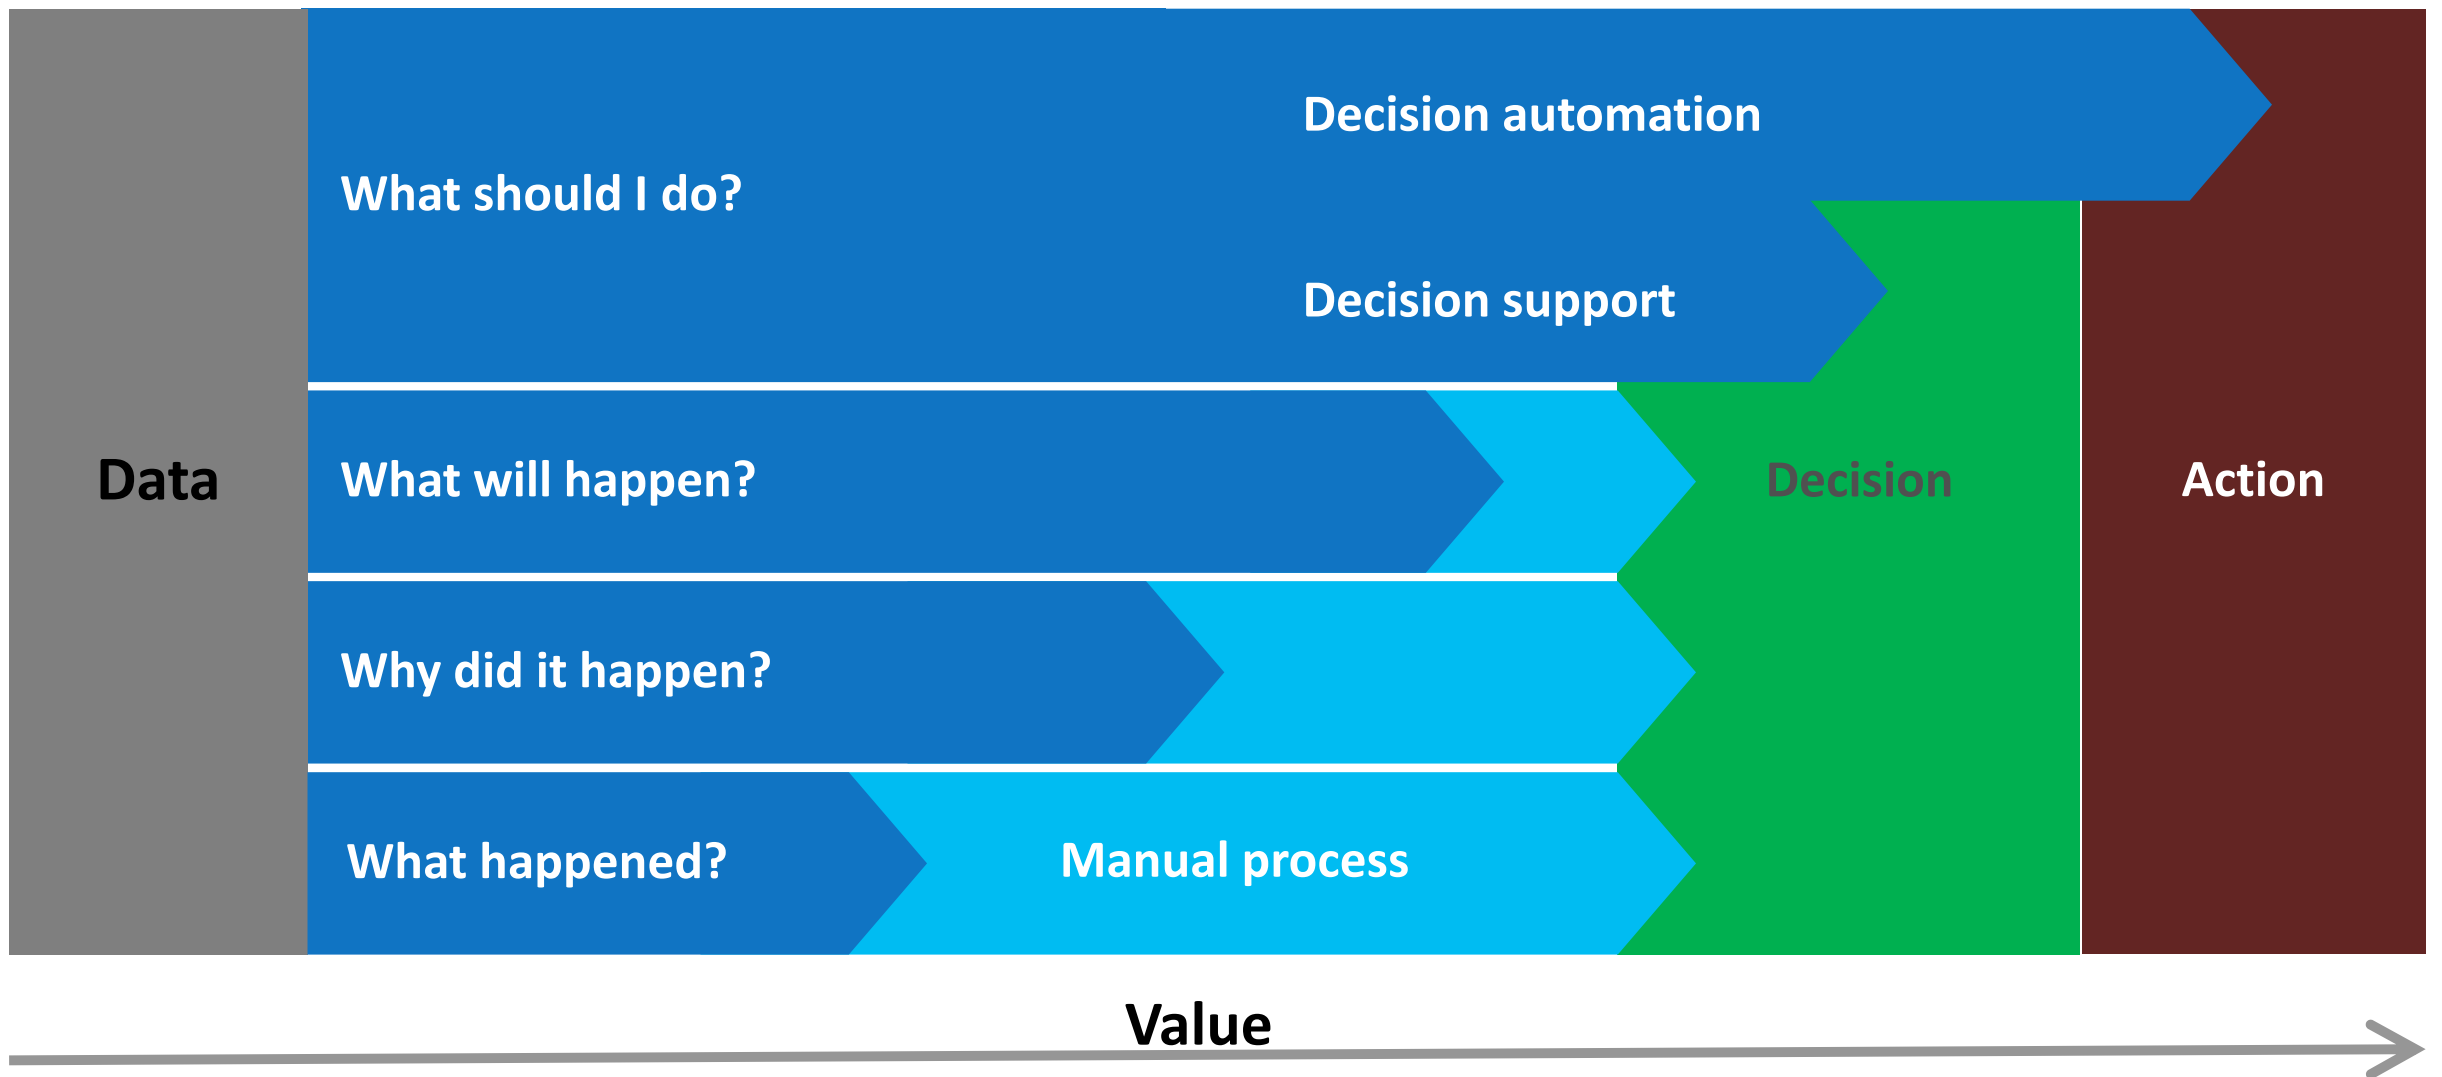 Decision automation
What should I do?
Decision support
Data
What will happen?
Decision
Action
Why did it happen?
What happened?
Manual process
Value